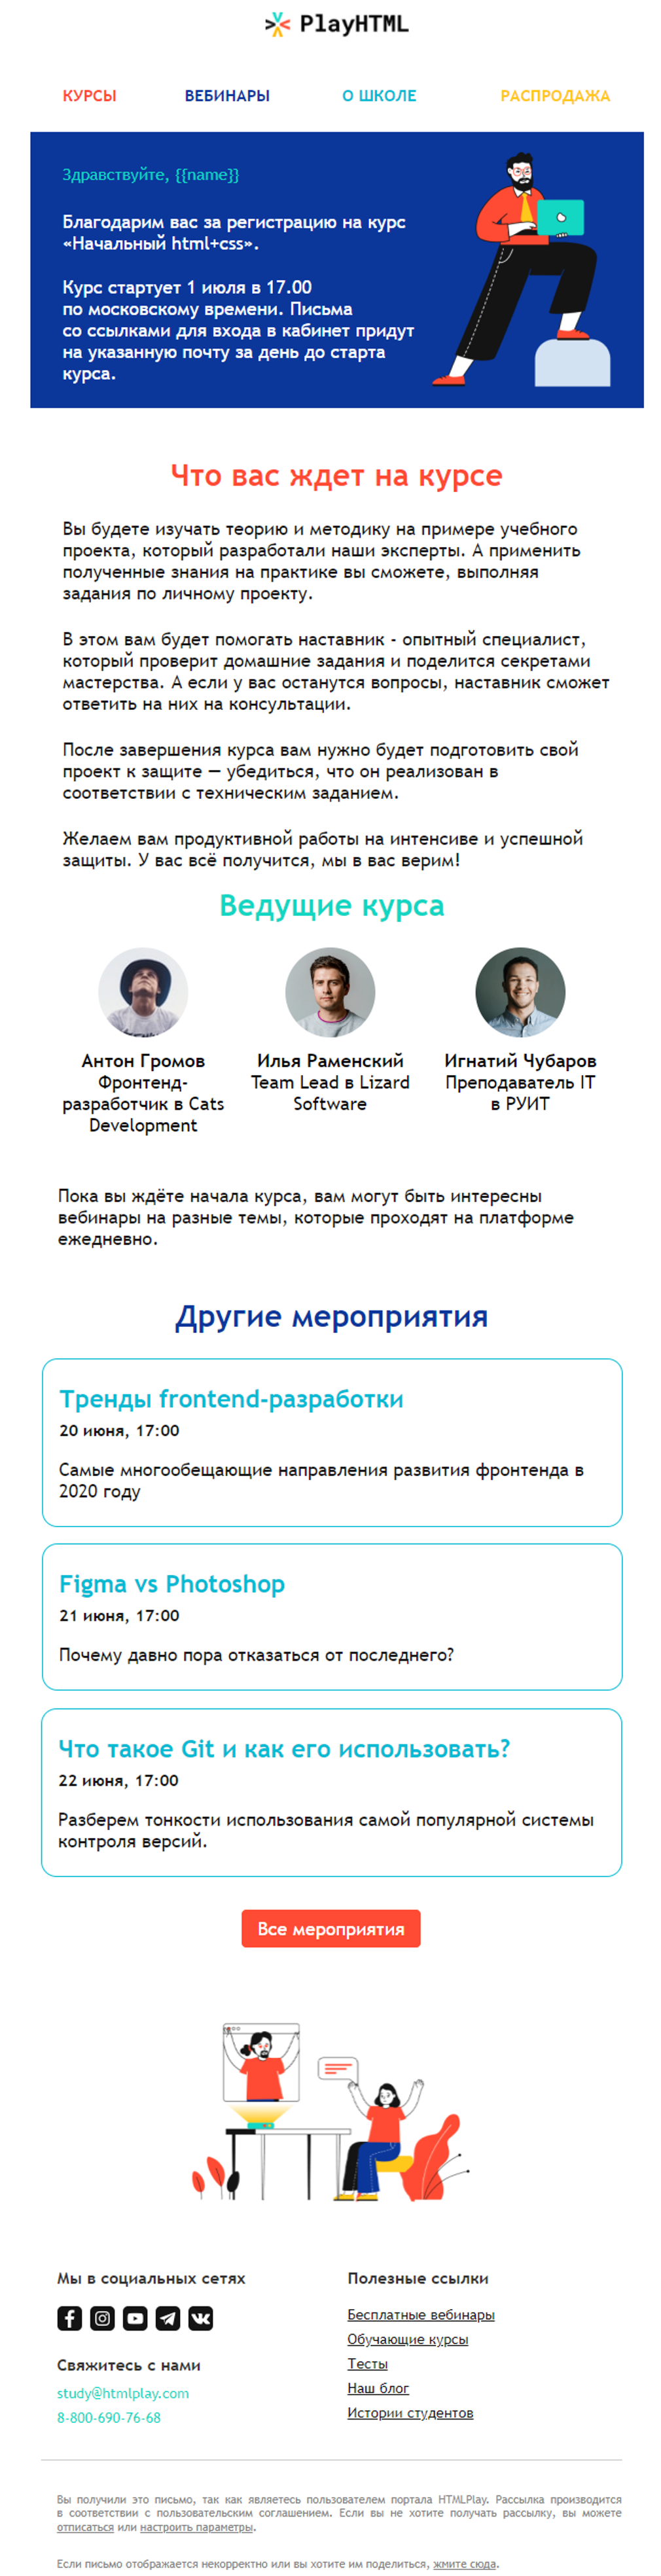 PlayHTML
КУРСЫ ВЕБИНАРЫ О ШКОЛЕ РАСПРОДАЖА
Здравствуйте, {{name}}
Благодарим вас за регистрацию на курс
«Начальный html+css».
Курс стартует 1 июля в 17.00
по московскому времени. Письма
со ссылками для входа в кабинет придут
на указанную почту за день до старта
курса.
Что вас ждет на курсе
Вы будете изучать теорию и методику на примере учебного
проекта, который разработали наши эксперты. А применить
полученные знания на практике вы сможете, выполняя
задания по личному проекту.
В этом вам будет помогать наставник - опытный специалист,
который проверит домашние задания и поделится секретами
мастерства. А если у вас останутся вопросы, наставник сможет
ответить на них на консультации.
После завершения курса вам нужно будет подготовить свой
проект к защите — убедиться, что он реализован в
соответствии с техническим заданием.
Желаем вам продуктивной работы на интенсиве и успешной
защиты. У вас всё получится, мы в вас верим!
Ведущие курса
Антон Громов
Фронтенд-
разработчик в Cats
Development
Илья Раменский
Team Lead в Lizard
Software
Игнатий Чубаров
Преподаватель IT
в РУИТ
Пока вы ждёте начала курса, вам могут быть интересны
вебинары на разные темы, которые проходят на платформе
ежедневно.
Другие мероприятия
Тренды frontend-разработки
20 июня, 17:00
Самые многообещающие направления развития фронтенда в
2020 году
Figma vs Photoshop
21 июня, 17:00
Почему давно пора отказаться от последнего?
Что такое Git и как его использовать?
22 июня, 17:00
Разберем тонкости использования самой популярной системы
контроля версий.
Все мероприятия
Мы в социальных сетях
Свяжитесь с нами
study@htmlplay.com
8-800-690-76-68
Полезные ссылки
Бесплатные вебинары
Обучающие курсы
Тесты
Наш блог
Истории студентов
Вы получили это письмо, так как являетесь пользователем портала HTMLPlay. Рассылка производится
в соответствии с пользовательским соглашением. Если вы не хотите получать рассылку, вы можете
отписаться или настроить параметры.
Если письмо отображается некорректно или вы хотите им поделиться, жмите сюда.